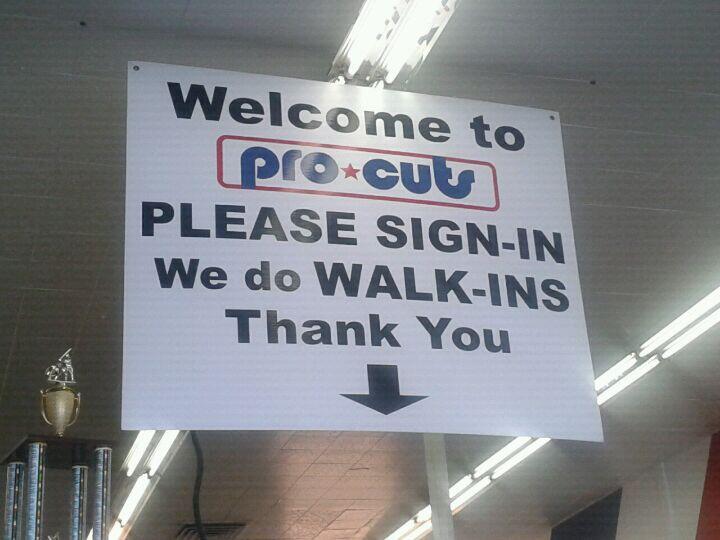 Welcome to
pro★cuts
PLEASE SIGN-IN
We do WALK-INS
Thank You